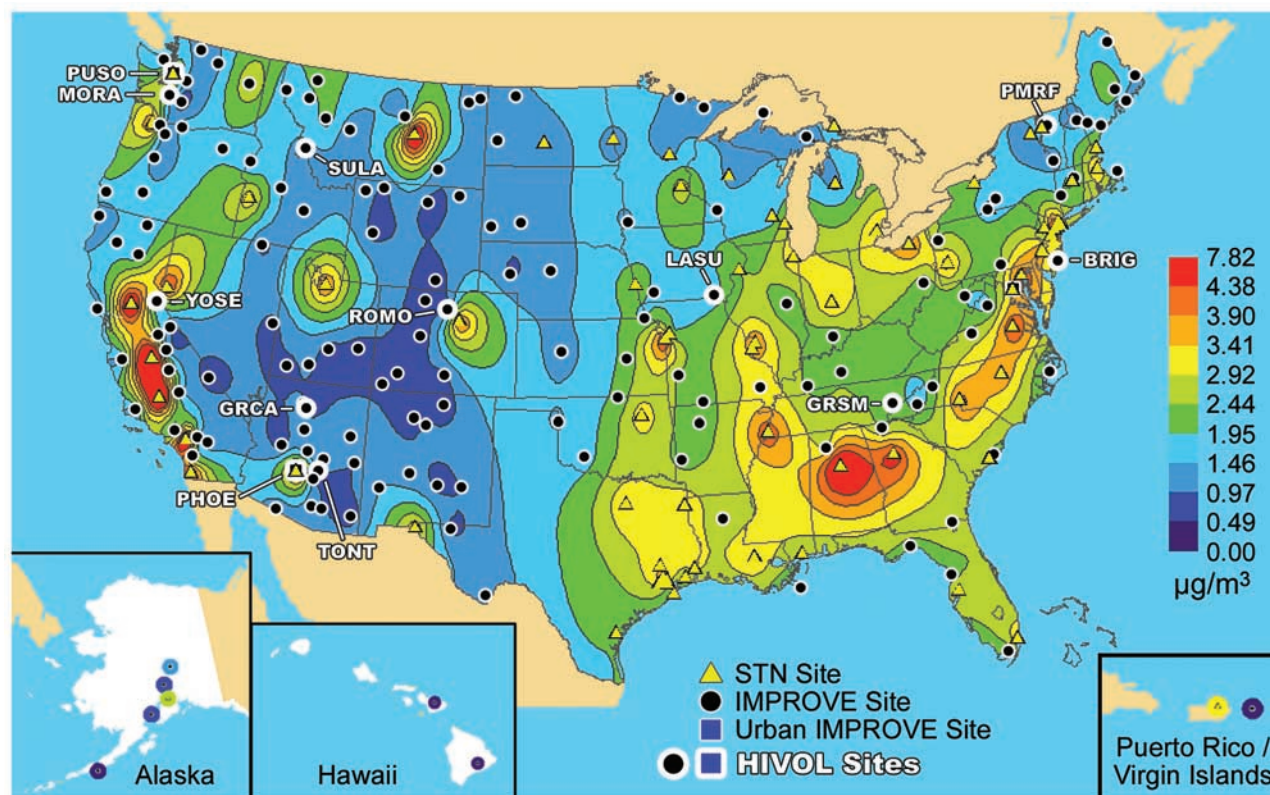 PUSO
MORA
SULA
PMRF
YOSE
ROMO
LASU
BRIG
GRCA
GRSM
PHOE
TONT
7.82
4.38
3.90
3.41
2.92
2.44
1.95
1.46
0.97
0.49
0.00
µg/m³
STN Site
IMPROVE Site
Urban IMPROVE Site
HIVOL Sites
Alaska
Hawaii
Puerto Rico /
Virgin Islands